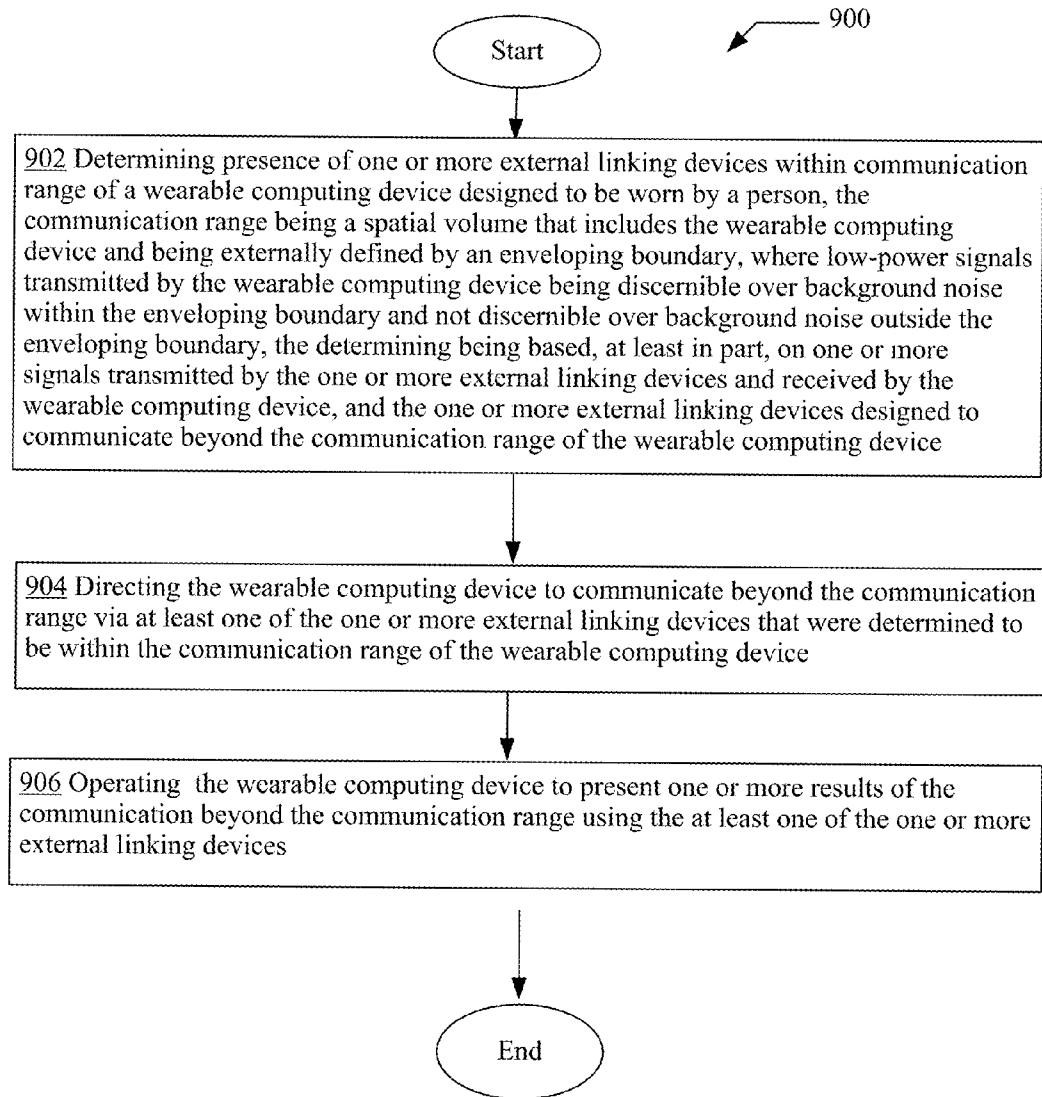 900
Start
902 Determining presence of one or more external linking devices within communication
range of a wearable computing device designed to be worn by a person, the
communication range being a spatial volume that includes the wearable computing
device and being externally defined by an enveloping boundary, where low-power signals
transmitted by the wearable computing device being discernible over background noise
within the enveloping boundary and not discernible over background noise outside the
enveloping boundary, the determining being based, at least in part, on one or more
signals transmitted by the one or more external linking devices and received by the
wearable computing device, and the one or more external linking devices designed to
communicate beyond the communication range of the wearable computing device
904 Directing the wearable computing device to communicate beyond the communication
range via at least one of the one or more external linking devices that were determined to
be within the communication range of the wearable computing device
906 Operating the wearable computing device to present one or more results of the
communication beyond the communication range using the at least one of the one or more
external linking devices
End